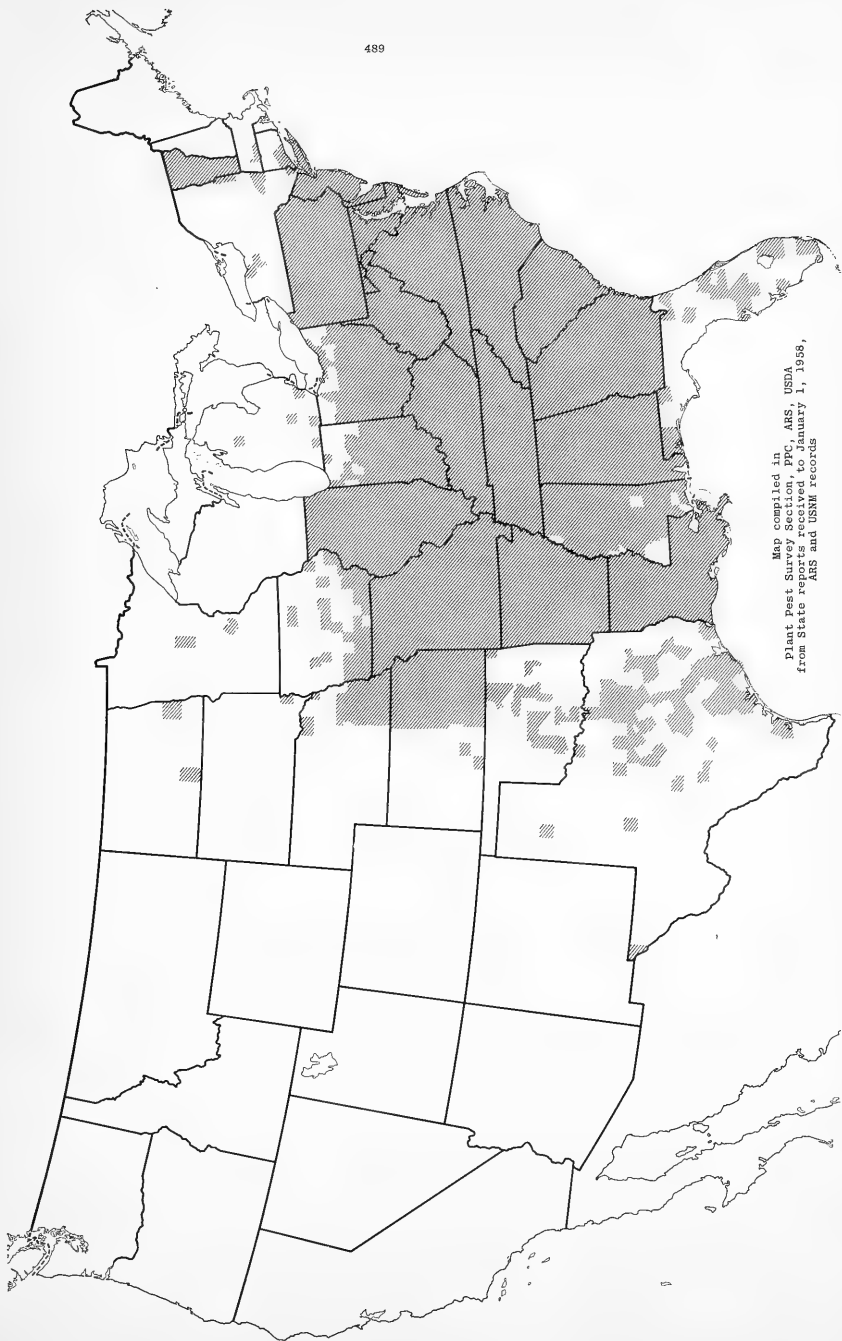 489
Map compiled in
Plant Pest Survey Section, PPC, ARS, USDA
from State reports received to January 1, 1958,
ARS and USNM records